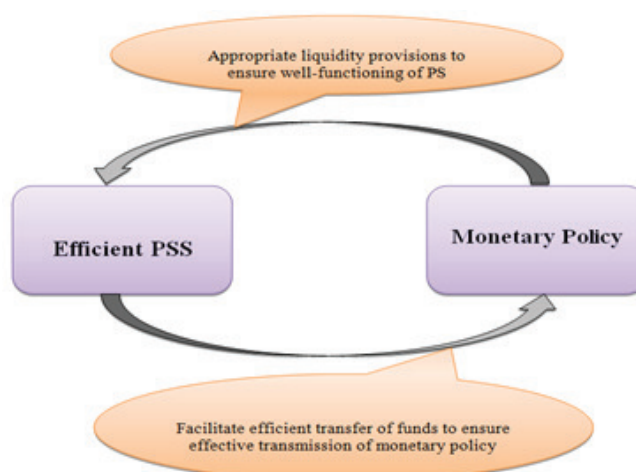 Appropriate liquidity provisions to
ensure well-functioning of PS
Efficient PSS
Monetary Policy
Facilitate efficient transfer of funds to ensure
effective transmission of monetary policy